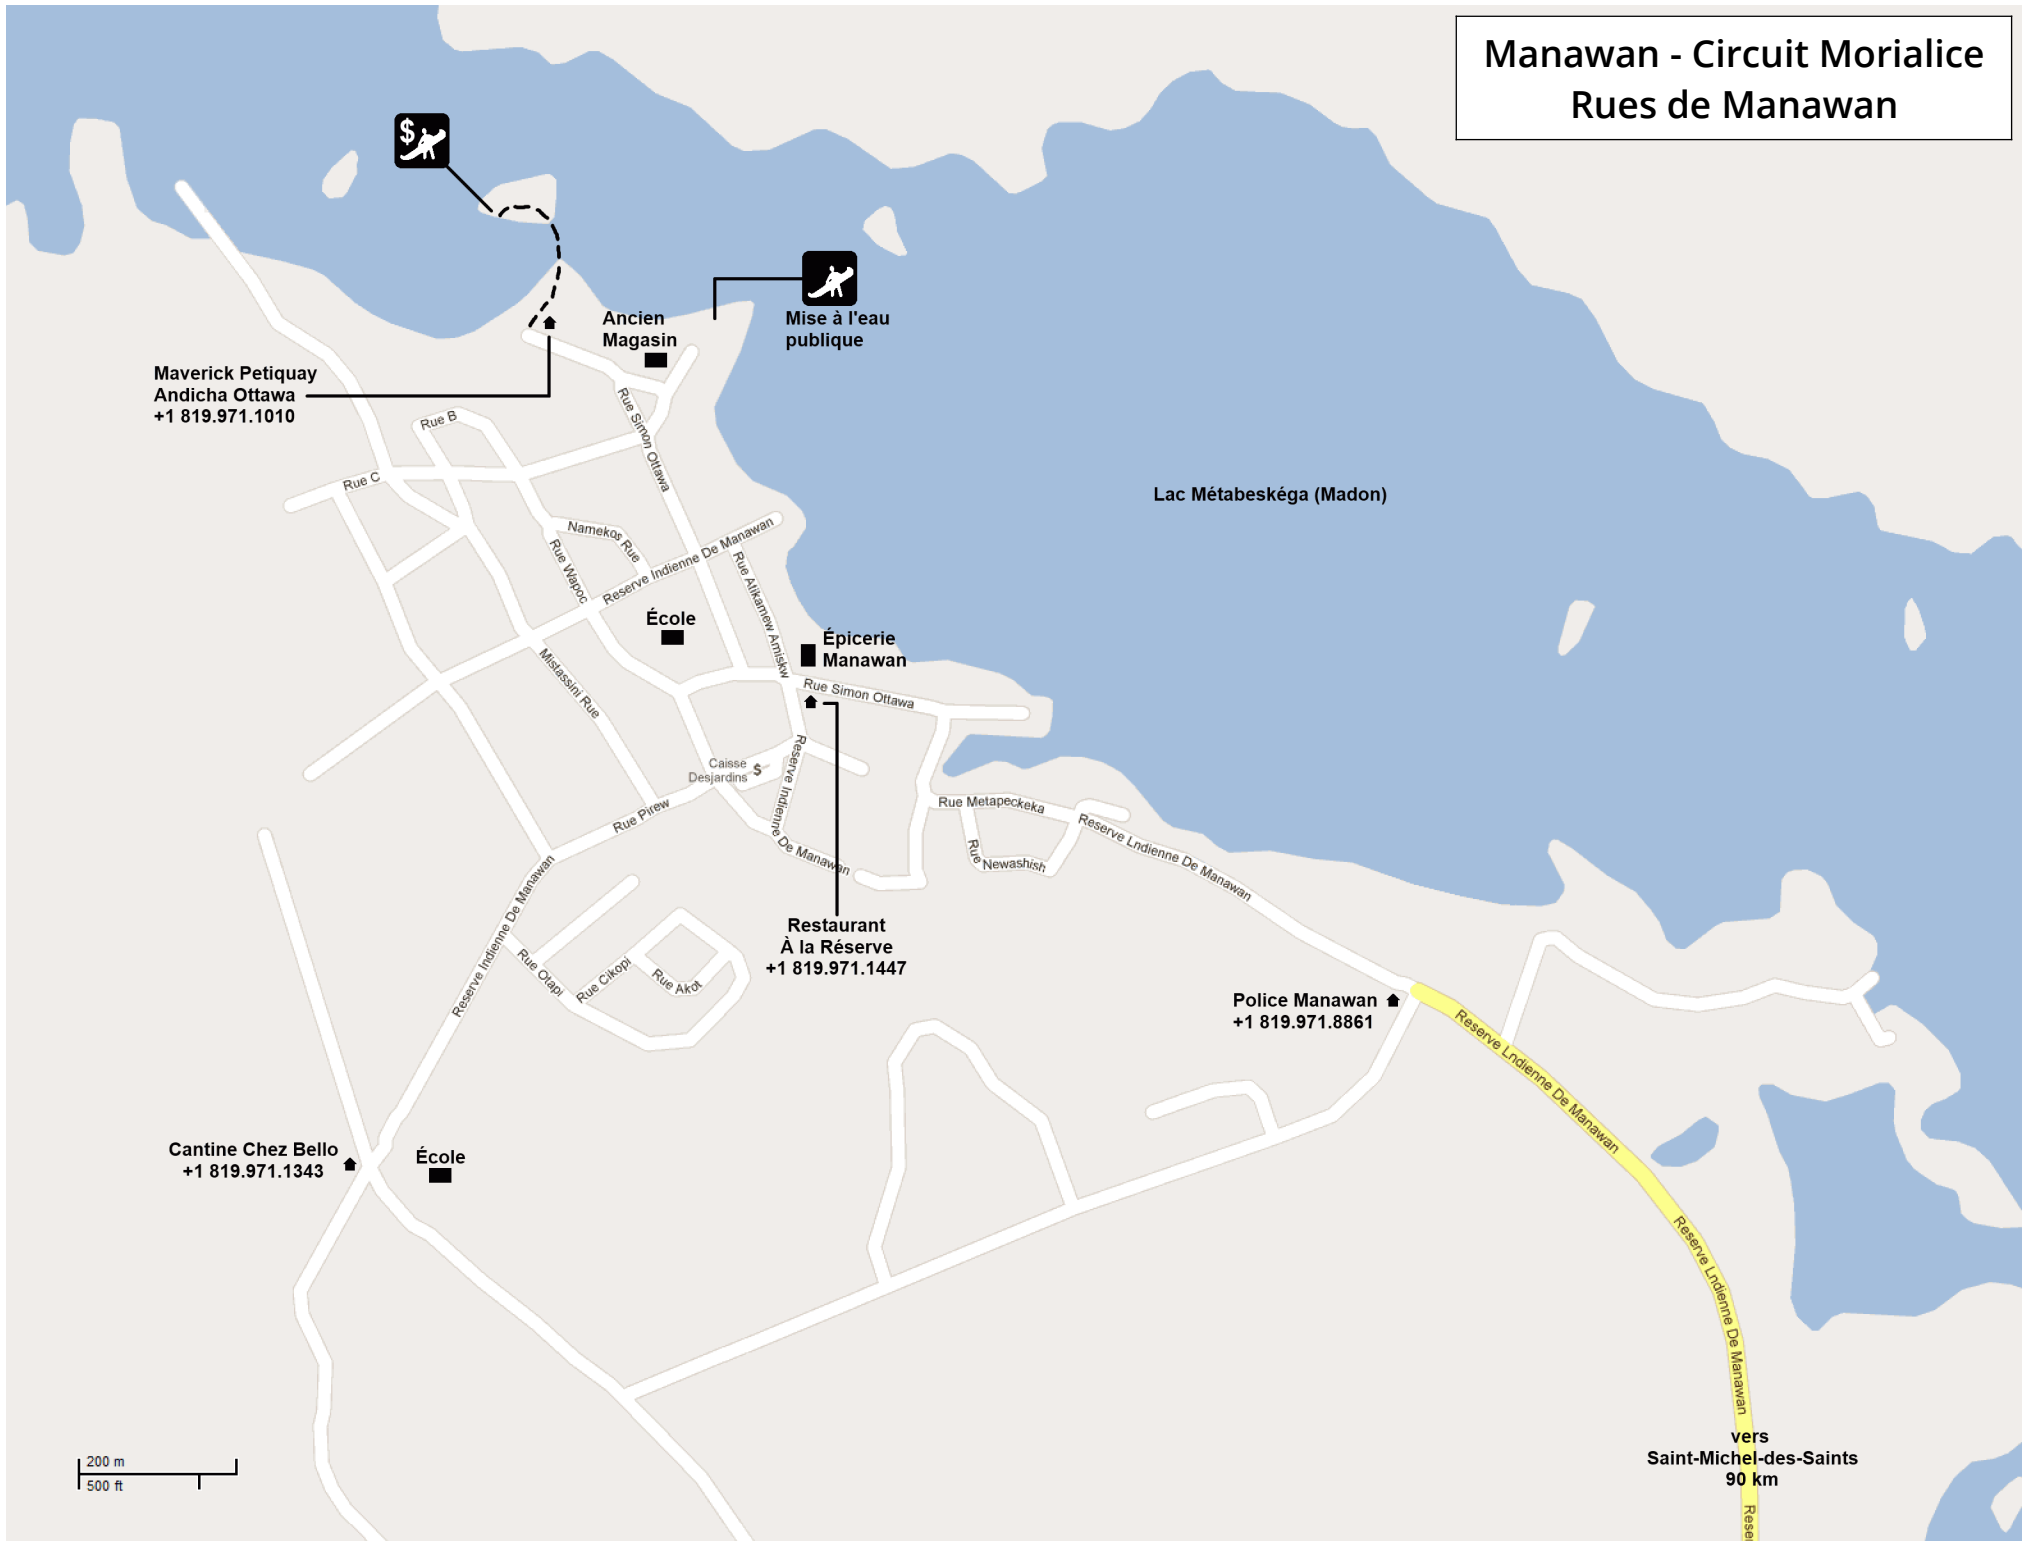 Manawan - Circuit Morialice
Rues de Manawan
$
Mise à l'eau
publique
Ancien
Magasin
Maverick Petiquay
Andicha Ottawa
+1 819.971.1010
Rue B
Rue C
Rue Simon Ottawa
Lac Métabeskéga (Madon)
Namekos Rue
Rue Wapoc
Reserve Indienne De Manawan
Rue Atikamew Amiskw
École
Épicerie
Manawan
Mistassini Rue
Rue Simon Ottawa
Caisse
Desjardins
$
Reserve Indienne De Manawan
Rue Pirew
Rue Metapeckeka
Rue Newashish
Reserve Lndienne De Manawan
Reserve Indienne De Manawan
Rue Otapi
Rue Cikopi
Rue Akot
Restaurant
À la Réserve
+1 819.971.1447
Police Manawan
+1 819.971.8861
Reserve Lndienne De Manawan
Cantine Chez Bello
+1 819.971.1343
École
Reserve Lndienne De Manawan
vers
Saint-Michel-des-Saints
90 km
200 m
500 ft
Reser